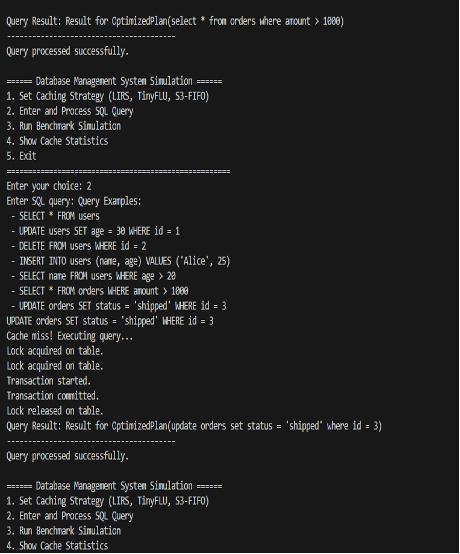 Query Result: Result for OptimizedPlan(select * from orders where amount > 1000)
----------------------------------------
Query processed successfully.
====== Database Management System Simulation ======
1. Set Caching Strategy (LIRS, TinyFLU, S3-FIFO)
2. Enter and Process SQL Query
3. Run Benchmark Simulation
4. Show Cache Statistics
5. Exit
=====================================================
Enter your choice: 2
Enter SQL query: Query Examples:
- SELECT * FROM users
- UPDATE users SET age = 30 WHERE id = 1
- DELETE FROM users WHERE id = 2
- INSERT INTO users (name, age) VALUES ('Alice', 25)
- SELECT name FROM users WHERE age > 20
- SELECT * FROM orders WHERE amount > 1000
- UPDATE orders SET status = 'shipped' WHERE id = 3
UPDATE orders SET status = 'shipped' WHERE id = 3
Cache miss! Executing query...
Lock acquired on table.
Lock acquired on table.
Transaction started.
Transaction committed.
Lock released on table.
Query Result: Result for OptimizedPlan(update orders set status = 'shipped' where id = 3)
----------------------------------------
Query processed successfully.
====== Database Management System Simulation ======
1. Set Caching Strategy (LIRS, TinyFLU, S3-FIFO)
2. Enter and Process SQL Query
3. Run Benchmark Simulation
4. Show Cache Statistics